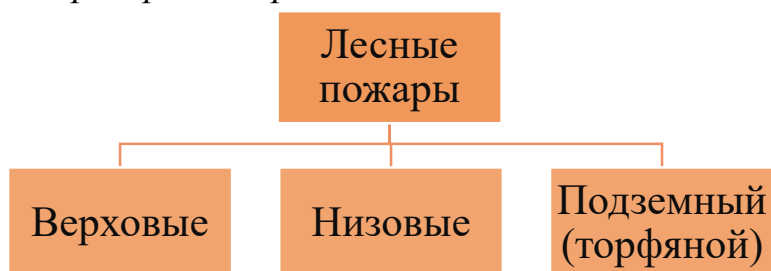 Лесные
пожары
Верховые
Низовые
Подземный
(торфяной)